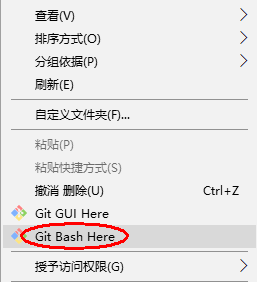 查看(V)
排序方式(O)
分组依据(P)
刷新(E)
自定义文件夹(F)...
粘贴(P)
粘贴快捷方式(S)
撤消 删除(U) Ctrl+Z
Git GUI Here
Git Bash Here
授予访问权限(G)